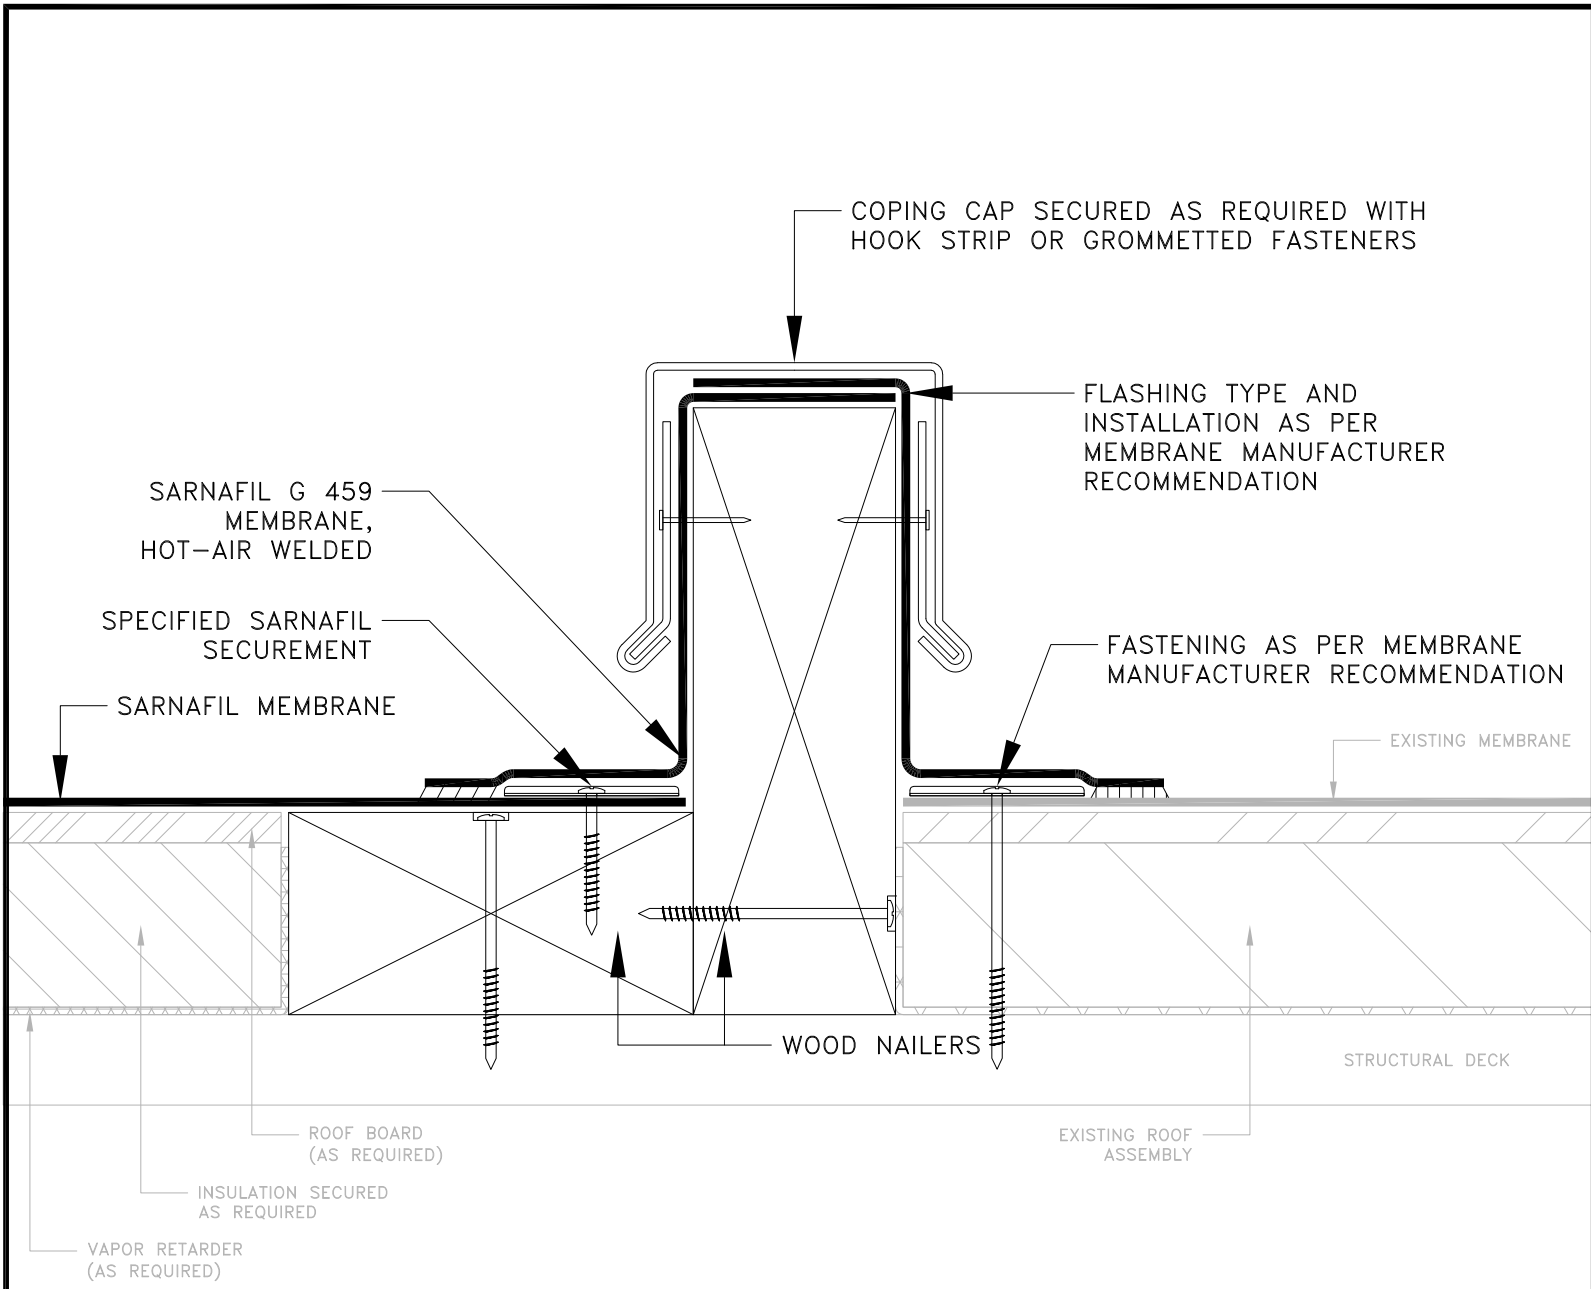 COPING CAP SECURED AS REQUIRED WITH
HOOK STRIP OR GROMMETTED FASTENERS
FLASHING TYPE AND
INSTALLATION AS PER
MEMBRANE MANUFACTURER
RECOMMENDATION
SARNAFIL G 459
MEMBRANE,
HOT-AIR WELDED
SPECIFIED SARNAFIL
SECUREMENT
SARNAFIL MEMBRANE
FASTENING AS PER MEMBRANE
MANUFACTURER RECOMMENDATION
EXISTING MEMBRANE
WOOD NAILERS
STRUCTURAL DECK
ROOF BOARD
(AS REQUIRED)
EXISTING ROOF
ASSEMBLY
INSULATION SECURED
AS REQUIRED
VAPOR RETARDER
(AS REQUIRED)